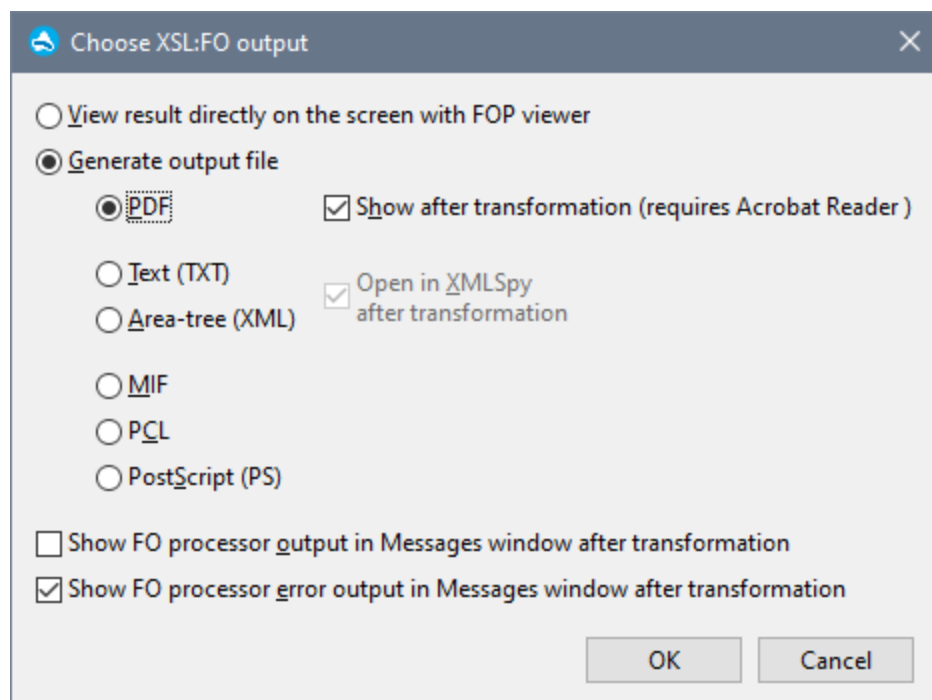 Choose XSL:FO output
View result directly on the screen with FOP viewer
Generate output file
PDF
Show after transformation (requires Acrobat Reader )
Text (TXT)
Open in XMLSpy
after transformation
Area-tree (XML)
MIF
PCL
PostScript (PS)
Show FO processor output in Messages window after transformation
Show FO processor error output in Messages window after transformation
OK
Cancel